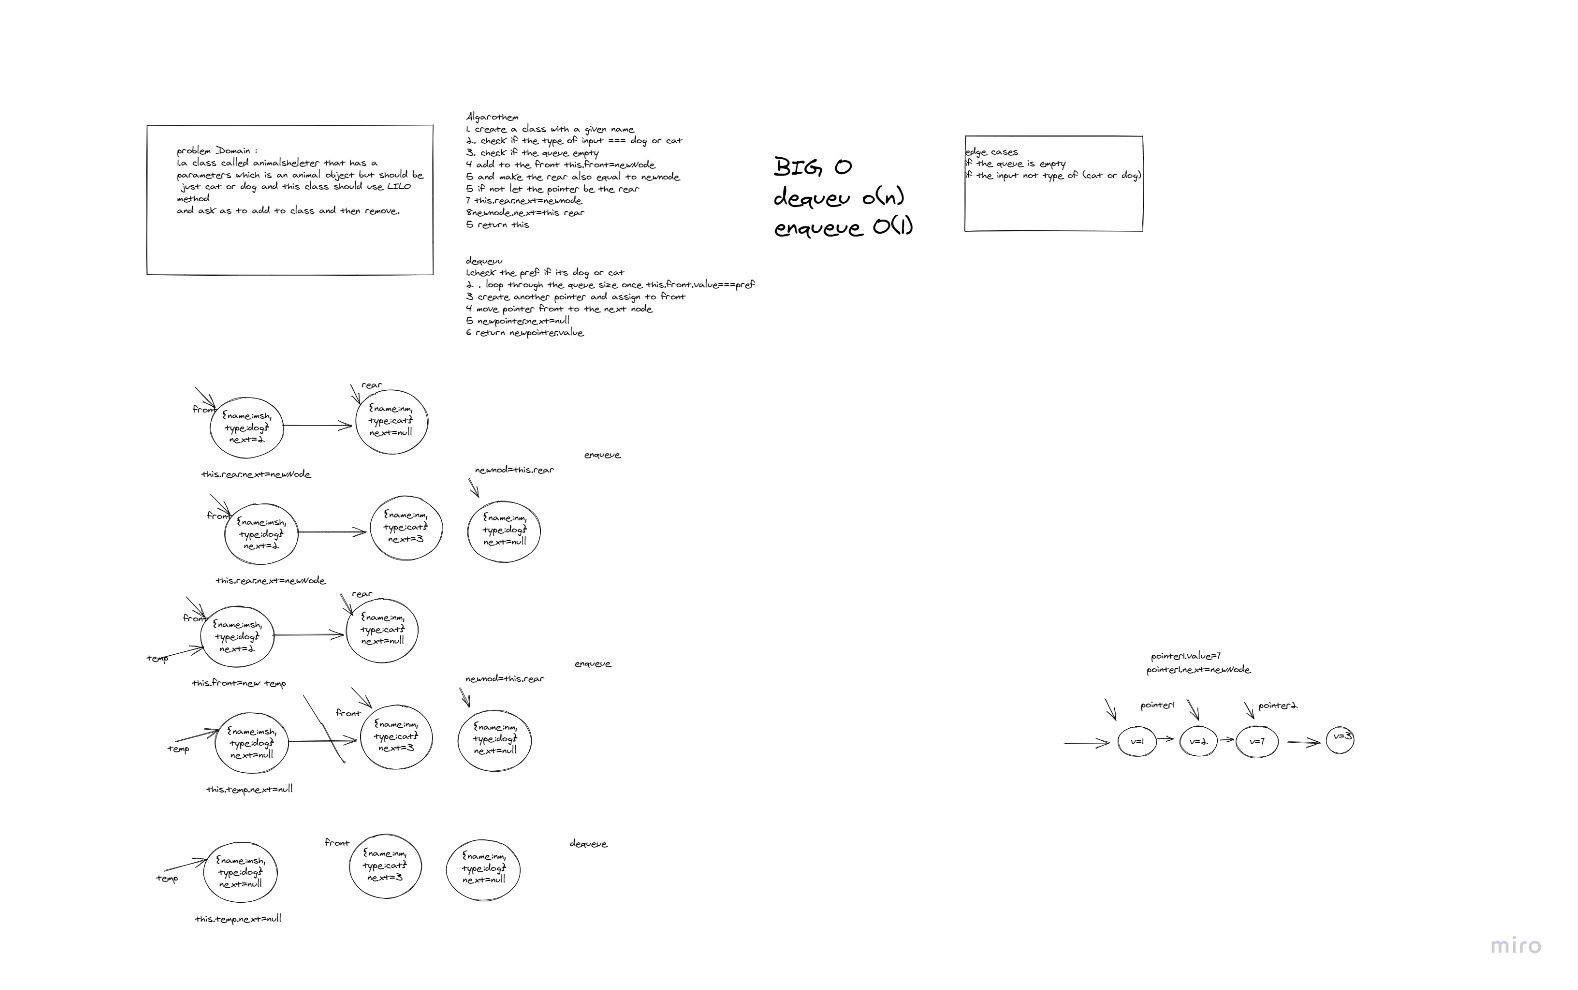 problem Domain :
1.a class called animalsheleter that has a
parameters which is an animal object but should be
just cat or dog and this class should use LILO
method
and ask as to add to class and then remove..
Algarothem
1. create a class with a given name
2.. check if the type of input === dog or cat
3. check if the queue empty
4 add to the front this.front=newNode
5 and make the rear also equal to newnode
5 if not let the pointer be the rear
7 this.rear.next=newnode
8newnode.next=this rear
5 return this
dequeuu
1.check the pref if its dog or cat
2 . loop through the queue size once this.front.value===pref
3 create another pointer and assign to front
4 move pointer front to the next node
5 newpointer.next=null
6 return newpointer.value
BIG O
dequeu o(n)
enqueue O(1)
edge cases
if the queue is empty
if the input not type of (cat or dog)
rear
front
{name:msh,
type:dog}
next=2
{name:nm,
type:cat}
next=null
enqueue
this.rear.next=newNode
newnod=this.rear
front
{name:msh,
type:dog}
next=2
{name:nm,
type:cat}
next=3
{name:nm,
type:dog}
next=null
this.rear.next=newNode
rear
front
{name:msh,
type:dog}
next=2
{name:nm,
type:cat}
next=null
temp
enqueue
this.front=new temp
newnod=this.rear
front
{name:msh,
type:dog}
next=null
{name:nm,
type:cat}
next=3
{name:nm,
type:dog}
next=null
temp
this.temp.next=null
front
dequeue
{name:msh,
type:dog}
next=null
{name:nm,
type:cat}
next=3
{name:nm,
type:dog}
next=null
temp
this.temp.next=null
pointer1.value=7
pointer1.next=newNode
pointer1
pointer2
v=1
v=2
v=7
v=3
miro